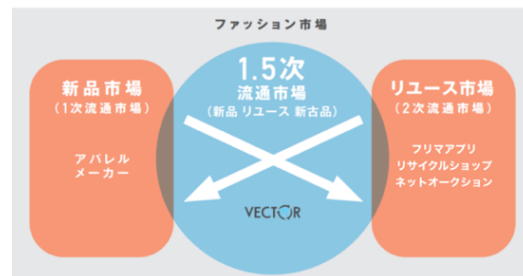 ファッション市場
新品市場
(1次流通市場)
アパレル
メーカー
1.5次
流通市場
(新品 リユース 新古品)
VECTOR
リユース市場
(2次流通市場)
フリマアプリ
リサイクルショップ
ネットオークション